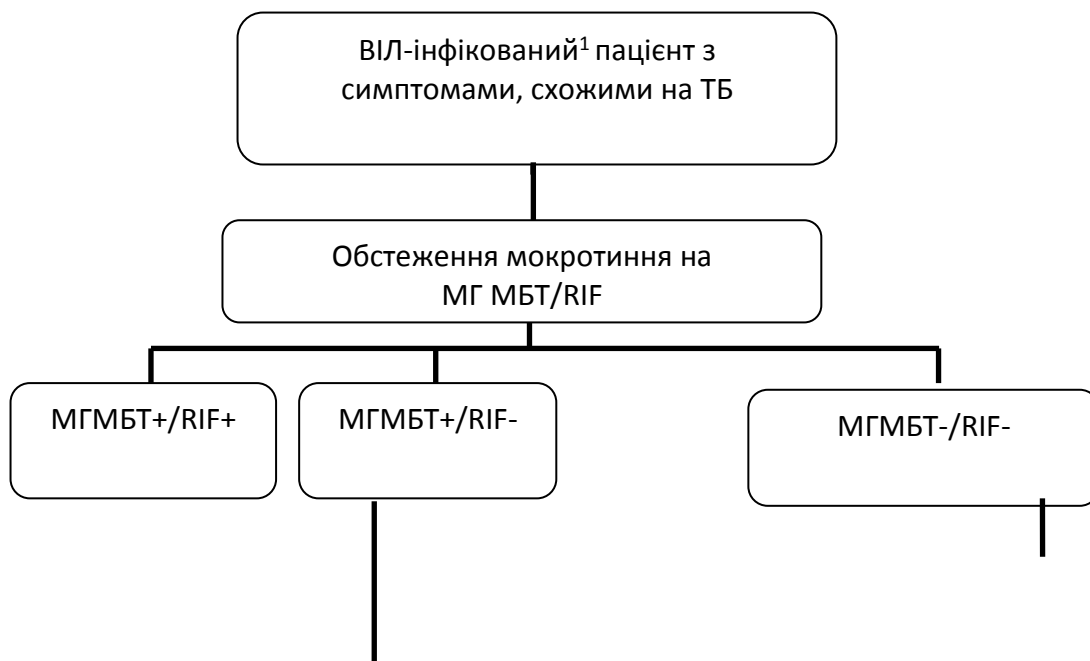 ВІЛ-інфікований¹ пацієнт з
симптомами, схожими на ТБ
Обстеження мокротиння на
МГ МБТ/RIF
МГМБТ+/RIF+
МГМБТ+/RIF-
МГМБТ-/RIF-